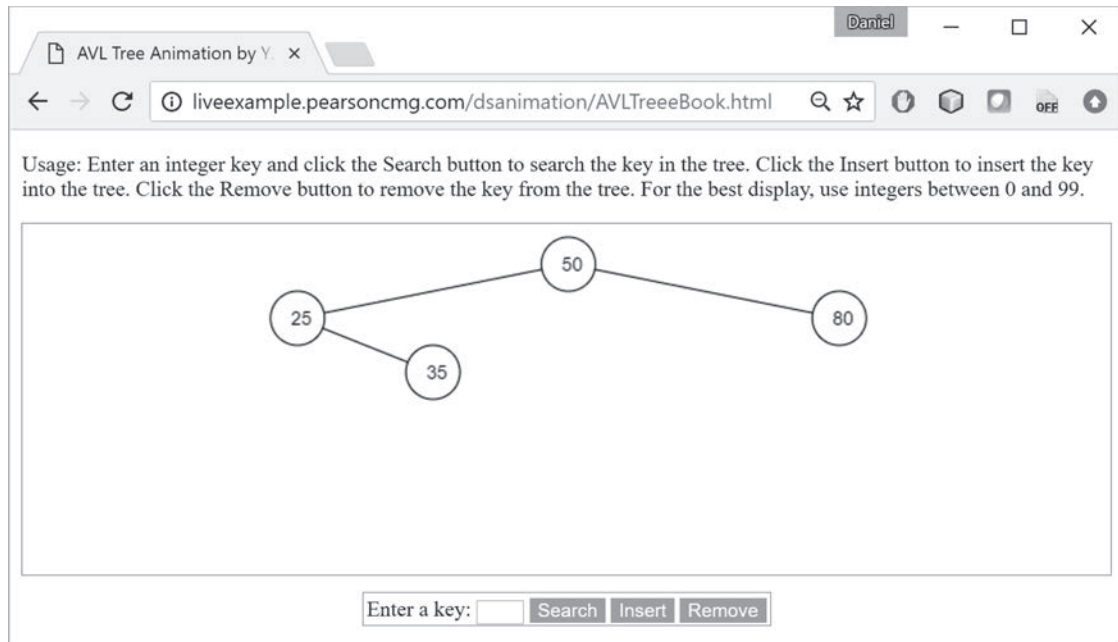 Daniel
AVL Tree Animation by Y.
liveexample.pearsoncmg.com/dsanimation/AVLTreeeBook.html
OFF
Usage: Enter an integer key and click the Search button to search the key in the tree. Click the Insert button to insert the key
into the tree. Click the Remove button to remove the key from the tree. For the best display, use integers between 0 and 99.
50
25
80
35
Enter a key: Search Insert Remove